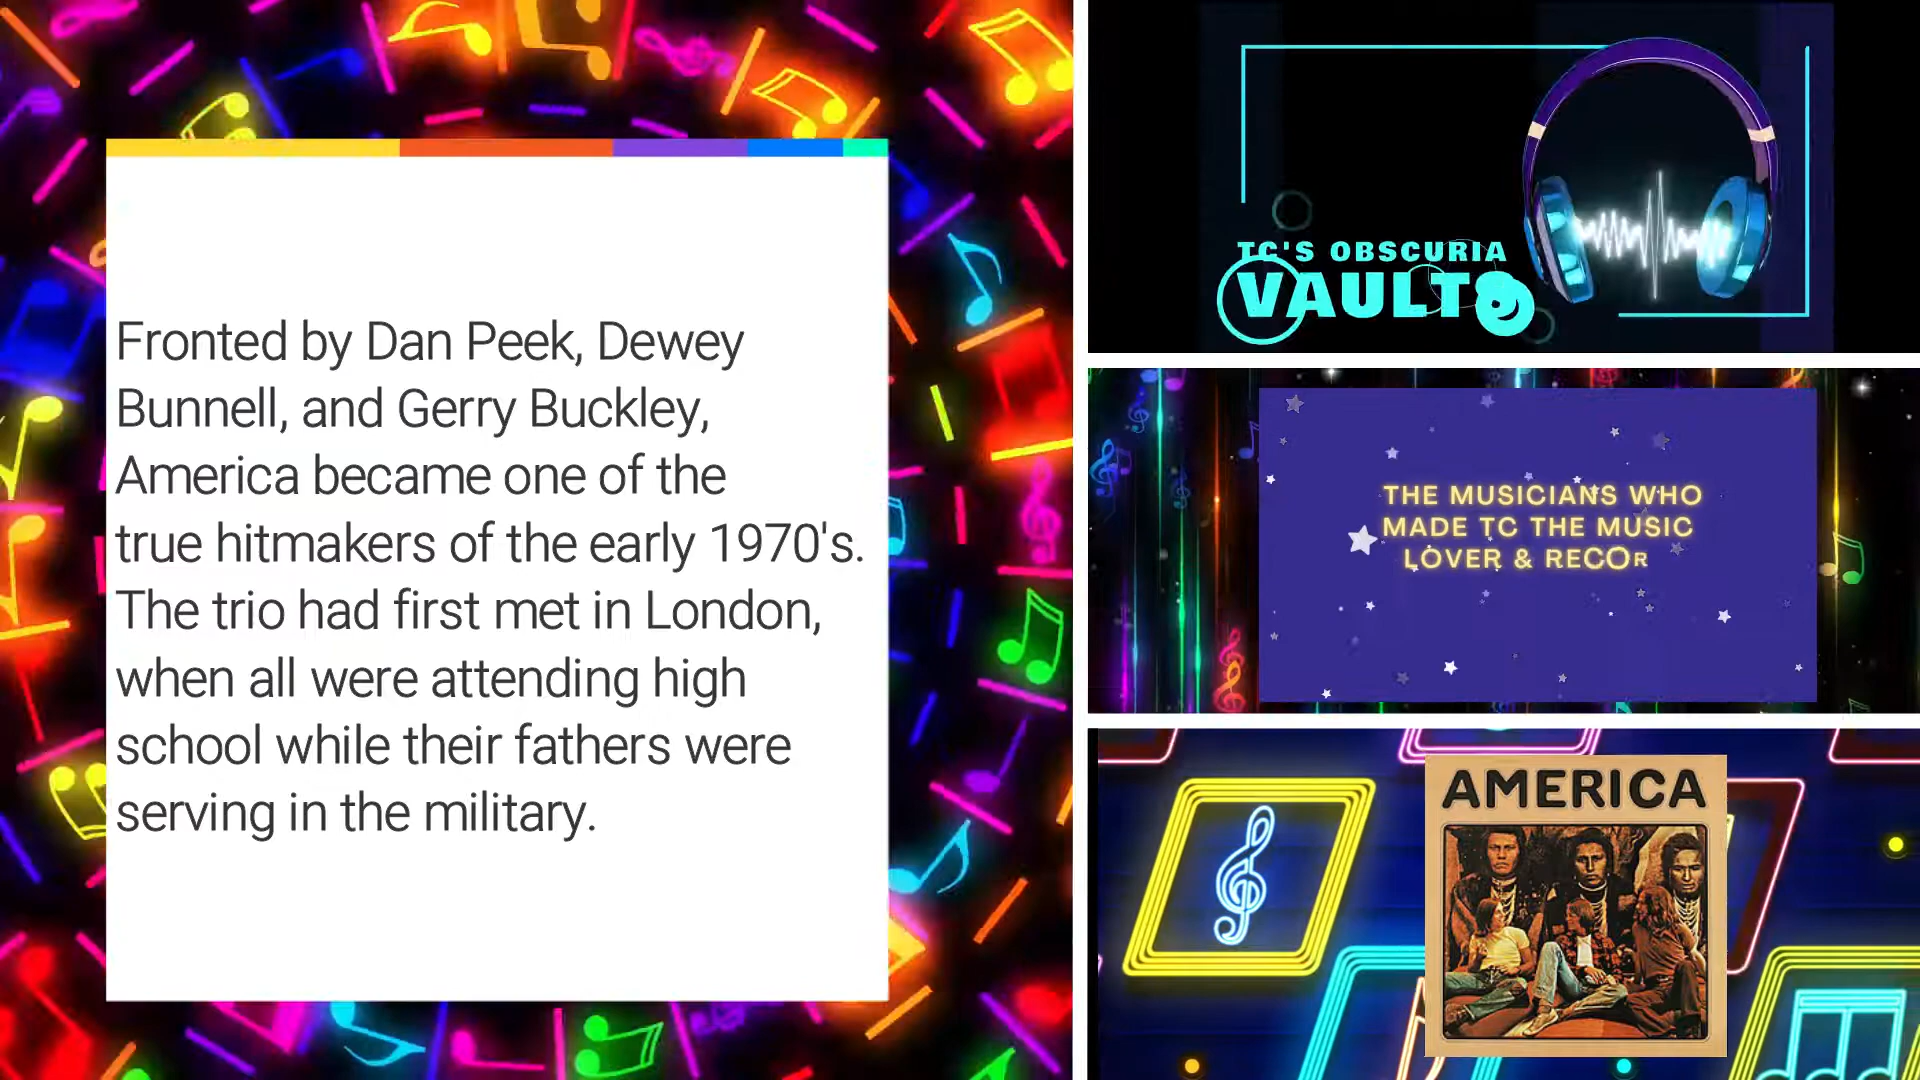 Fronted by Dan Peek, Dewey
Bunnell, and Gerry Buckley,
America became one of the
true hitmakers of the early 1970's.
The trio had first met in London,
when all were attending high
school while their fathers were
serving in the military.
TC'S OBSCURIA
VAULT
THE MUSICIANS WHO
MADE TC THE MUSIC
LOVER & RECOR
AMERICA